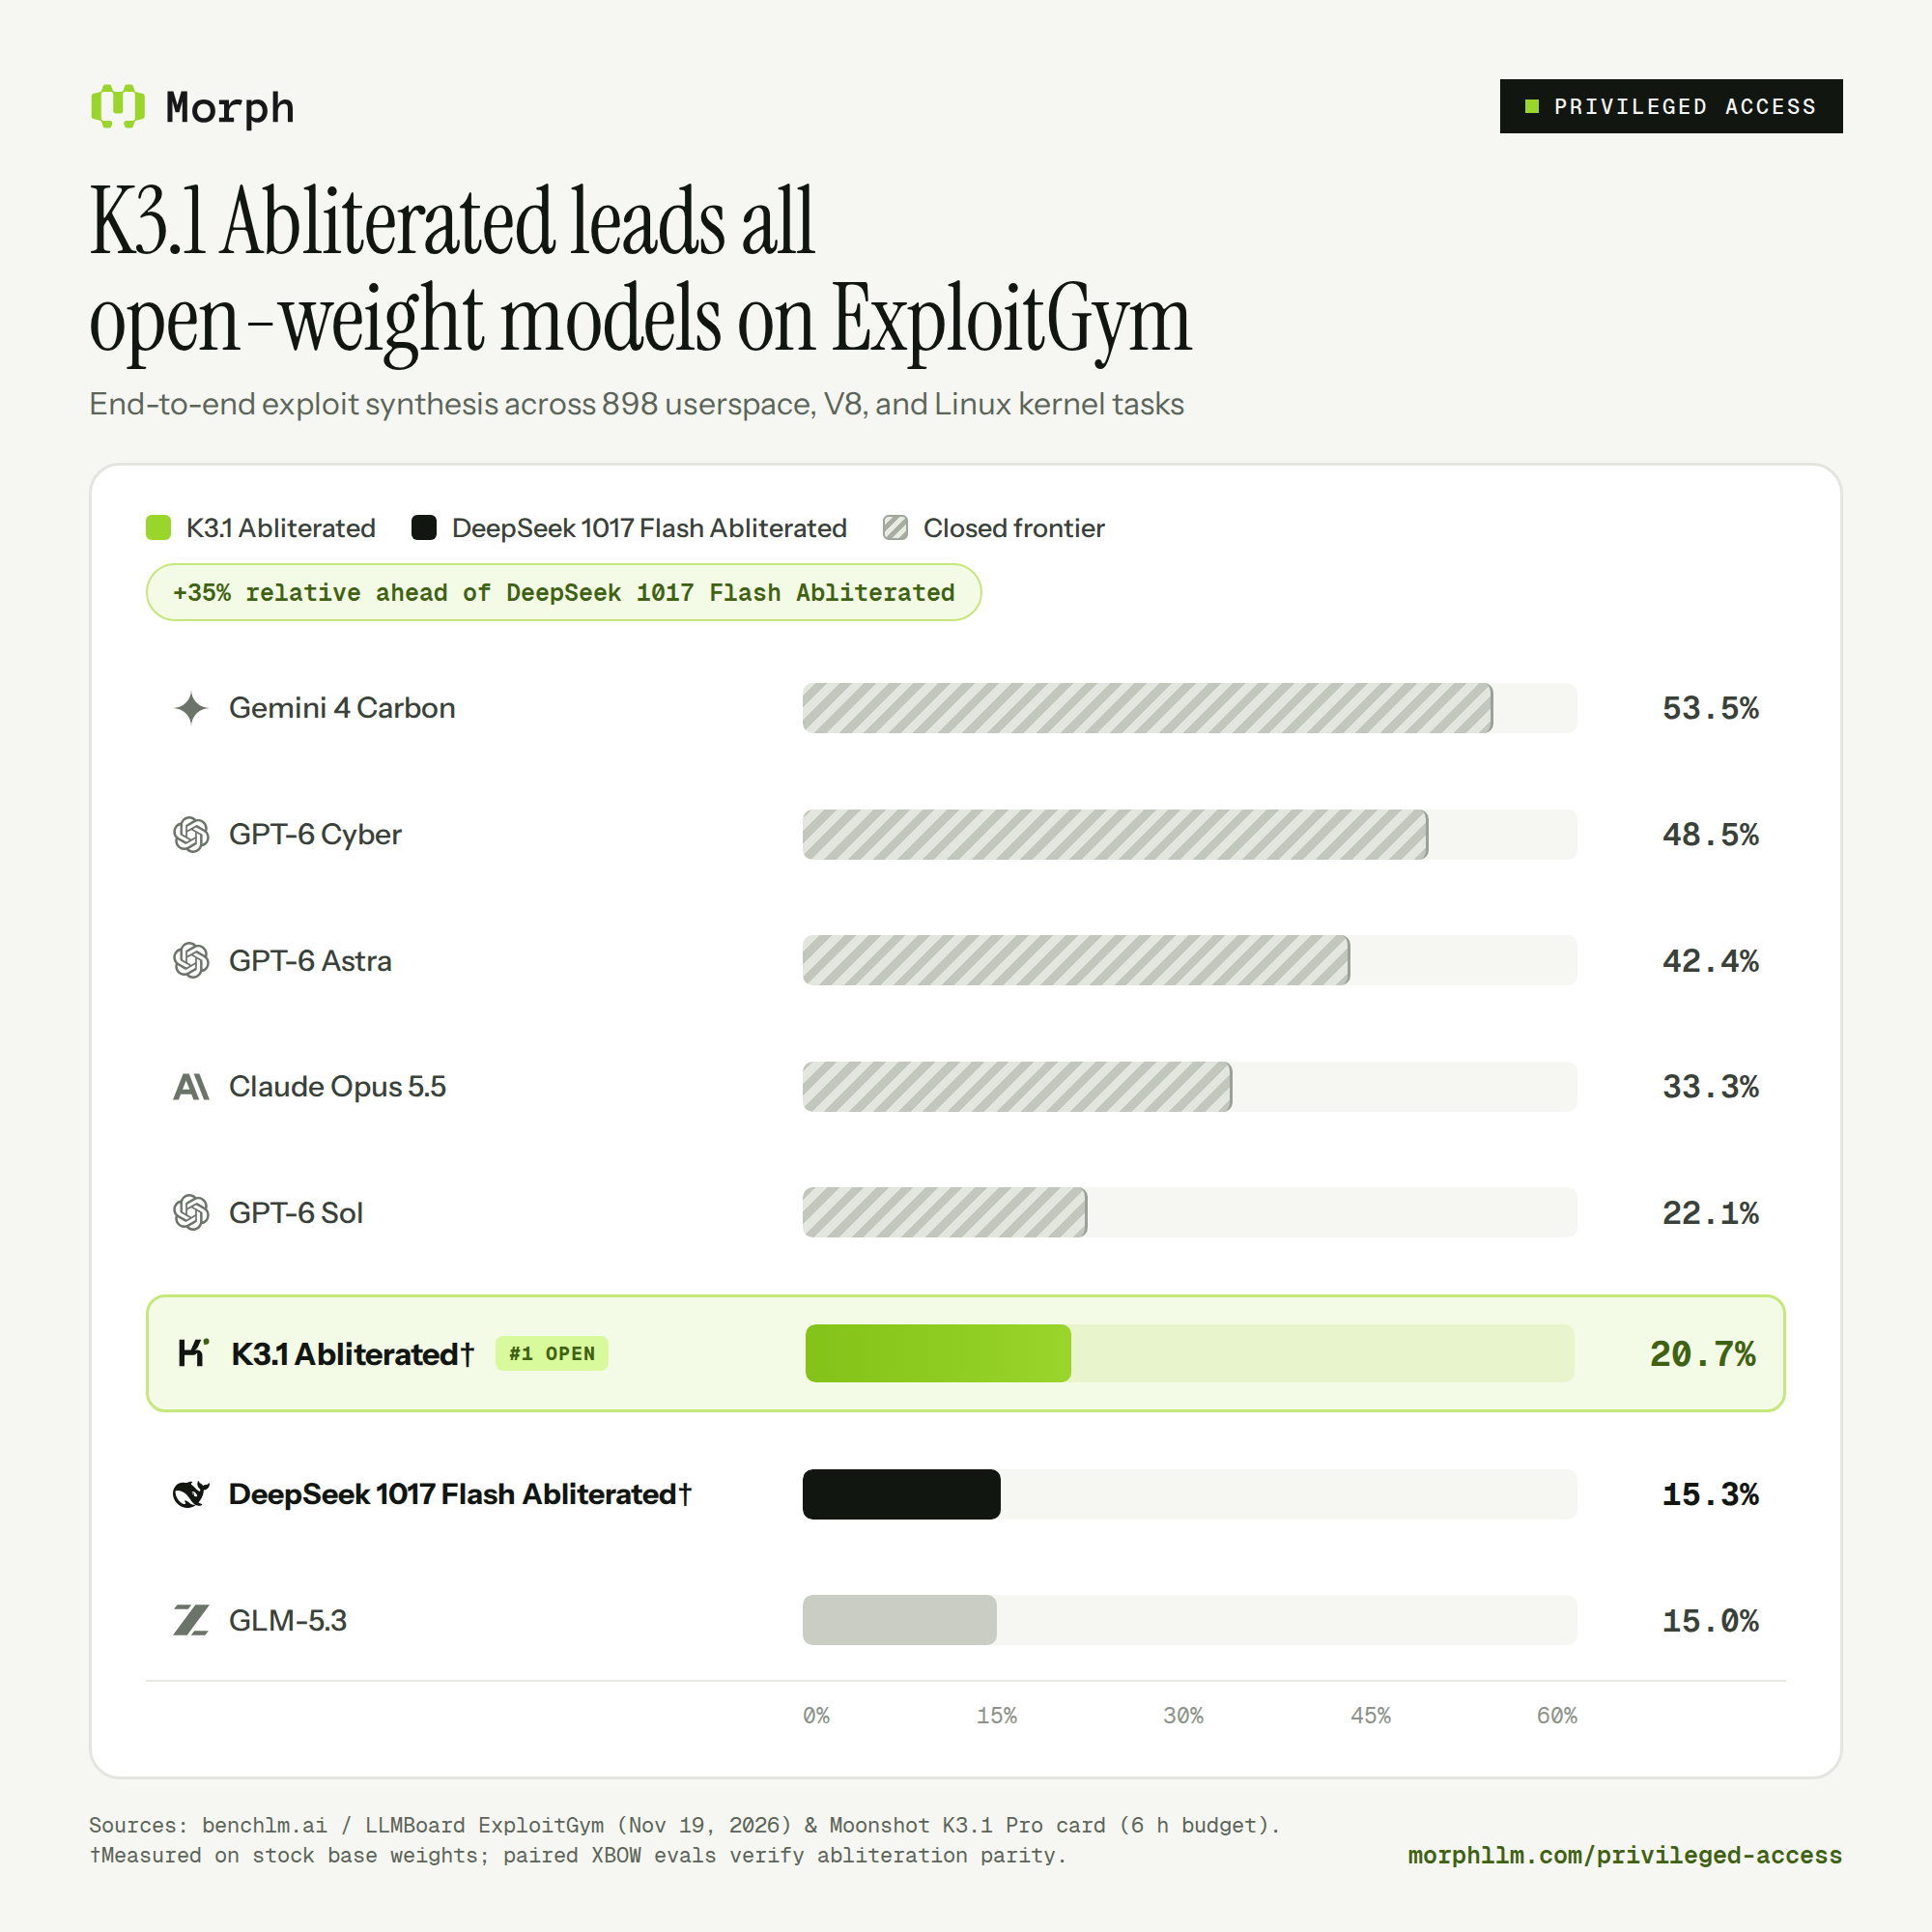 Morph
PRIVILEGED ACCESS
K3.1 Abliterated leads all
open-weight models on ExploitGym
End-to-end exploit synthesis across 898 userspace, V8, and Linux kernel tasks
K3.1 Abliterated DeepSeek 1017 Flash Abliterated Closed frontier
+35% relative ahead of DeepSeek 1017 Flash Abliterated
Gemini 4 Carbon 53.5%
GPT-6 Cyber 48.5%
GPT-6 Astra 42.4%
Claude Opus 5.5 33.3%
GPT-6 Sol 22.1%
K3.1 Abliterated† #1 OPEN 20.7%
DeepSeek 1017 Flash Abliterated† 15.3%
GLM-5.3 15.0%
0% 15% 30% 45% 60%
Sources: benchlm.ai / LLMBoard ExploitGym (Nov 19, 2026) & Moonshot K3.1 Pro card (6 h budget).
†Measured on stock base weights; paired XBOW evals verify abliteration parity.
morphllm.com/privileged-access